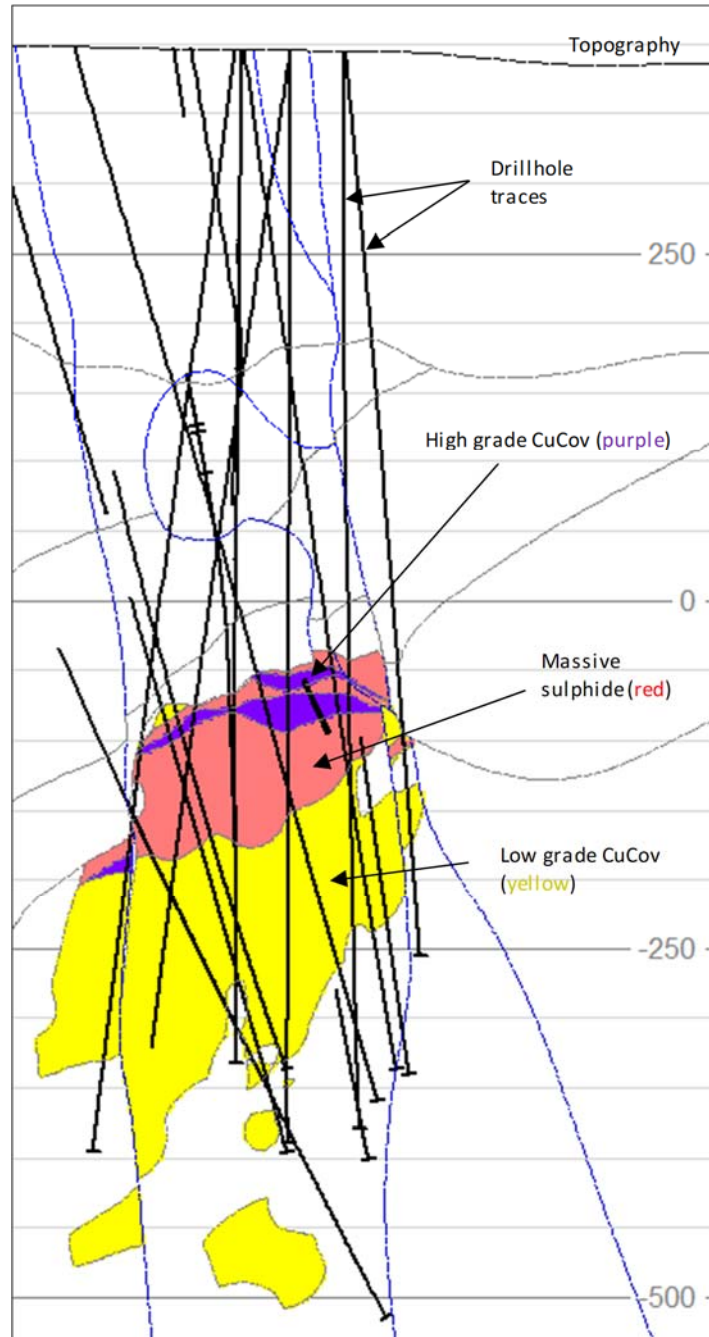 Topography
Drillhole
traces
250
High grade CuCov (purple)
0
Massive
sulphide (red)
Low grade CuCov
(yellow)
-250
-500